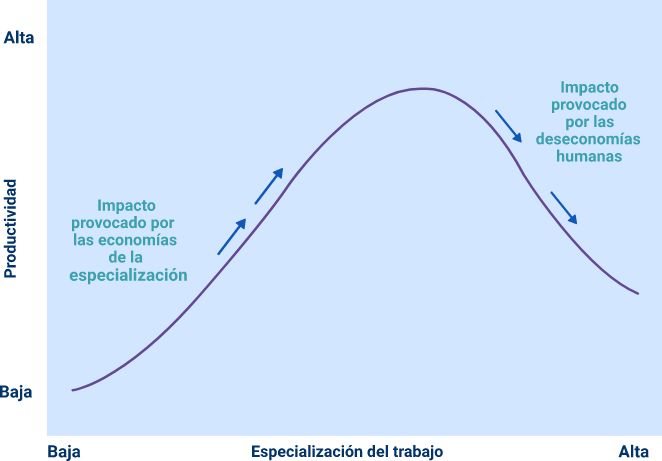 Alta
Impacto
provocado
por las
deseconomías
humanas
Productividad
Impacto
provocado por
las economías
de la
especialización
Baja
Baja
Especialización del trabajo
Alta